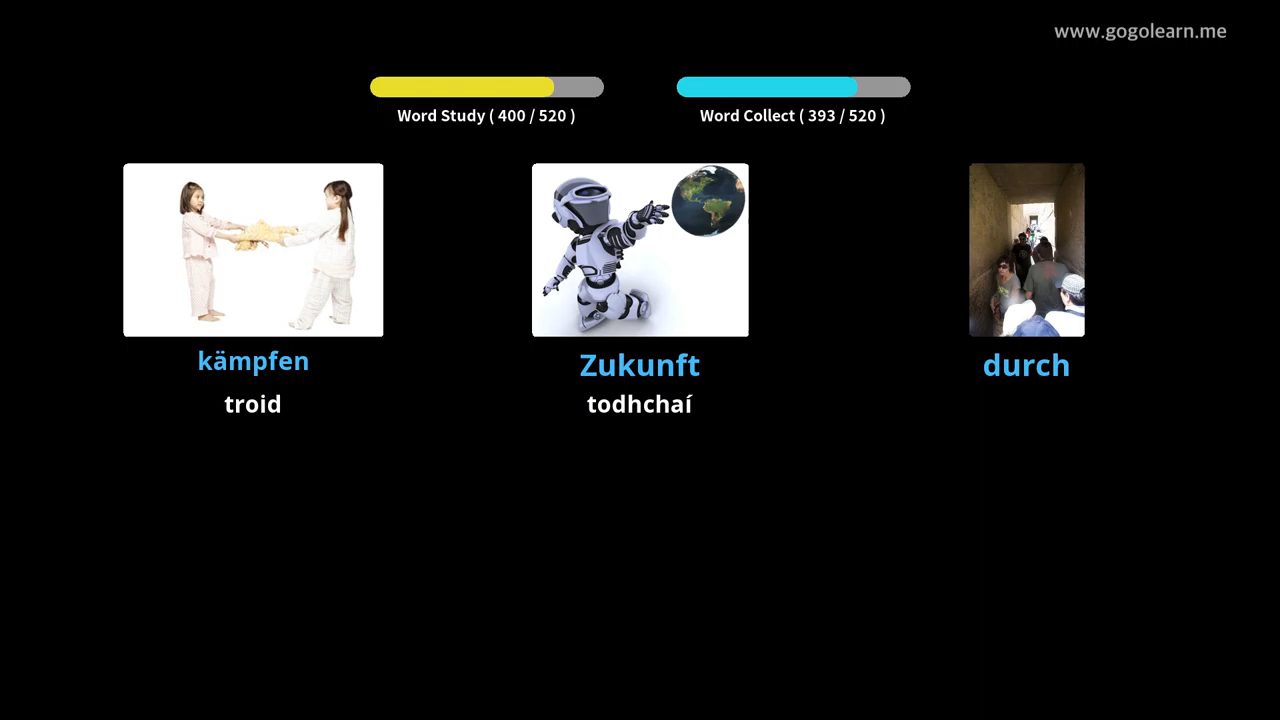 www.gogolearn.me
Word Study ( 400 / 520 )
Word Collect ( 393 / 520 )
kämpfen
troid
Zukunft
todhchaí
durch